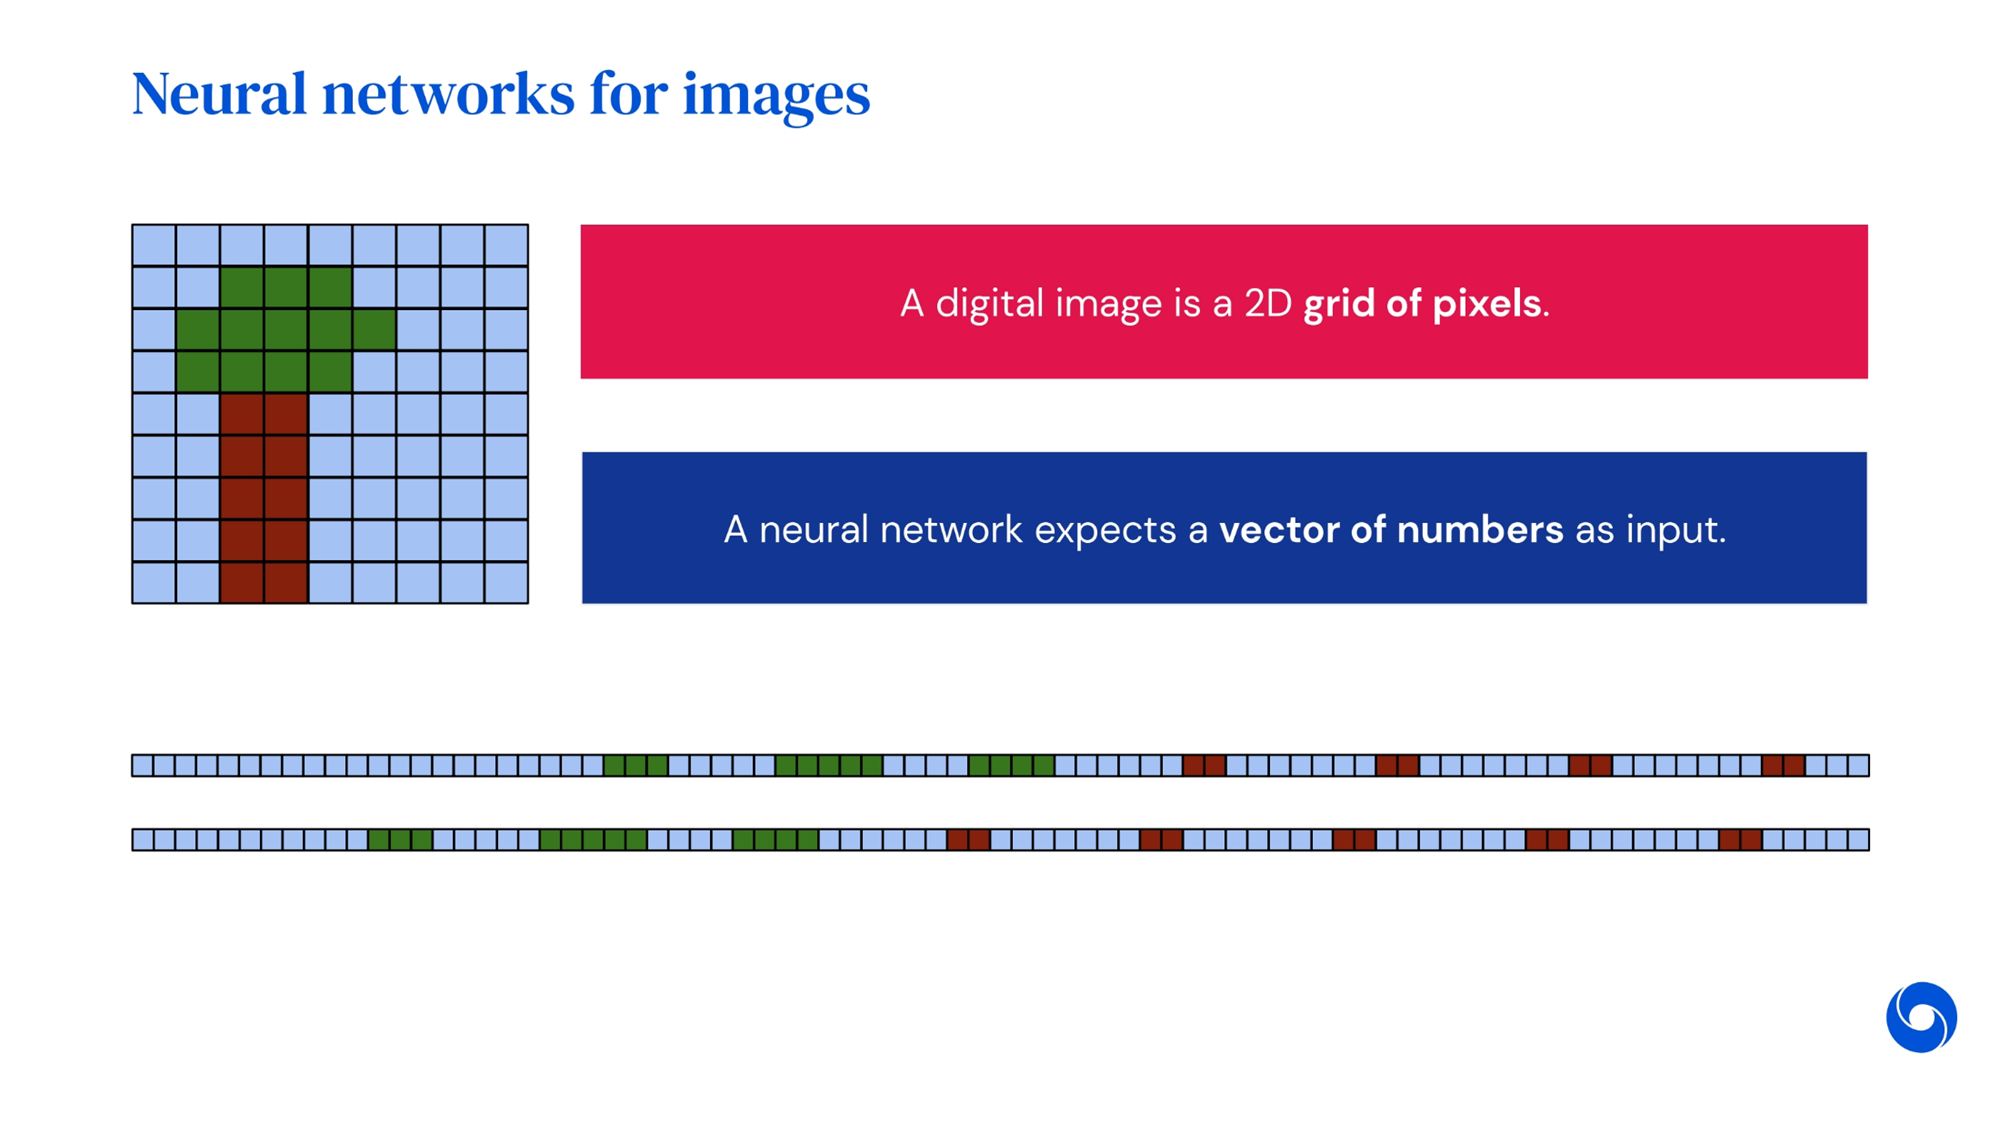 Neural networks for images
A digital image is a 2D grid of pixels.
A neural network expects a vector of numbers as input.